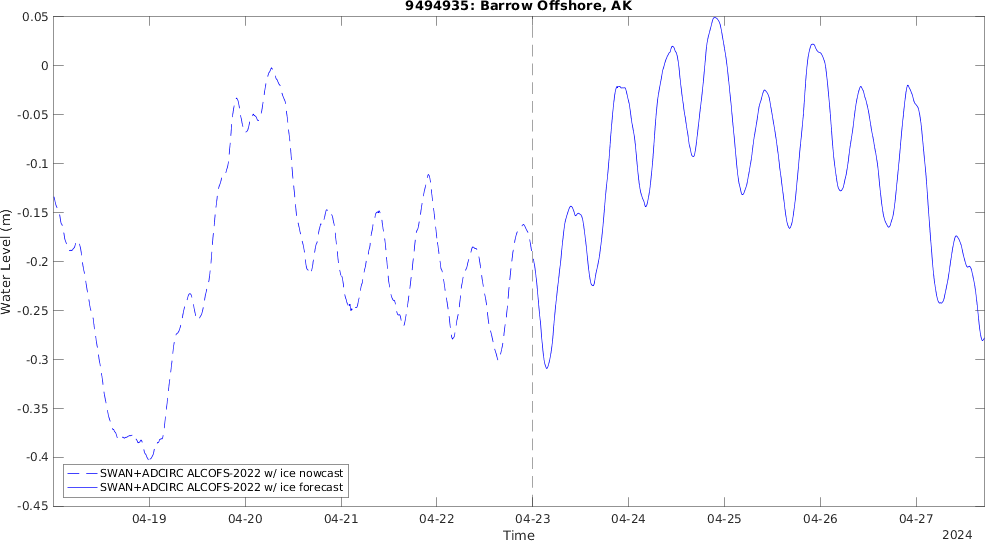 9494935: Barrow Offshore, AK
0.05
0
-0.05
-0.1
-0.15
-0.2
-0.25
-0.3
-0.35
-0.4
-0.45
Water Level (m)
SWAN+ADCIRC ALCOFS-2022 w/ ice nowcast
SWAN+ADCIRC ALCOFS-2022 w/ ice forecast
04-19 04-20 04-21 04-22 04-23 04-24 04-25 04-26 04-27
Time
2024